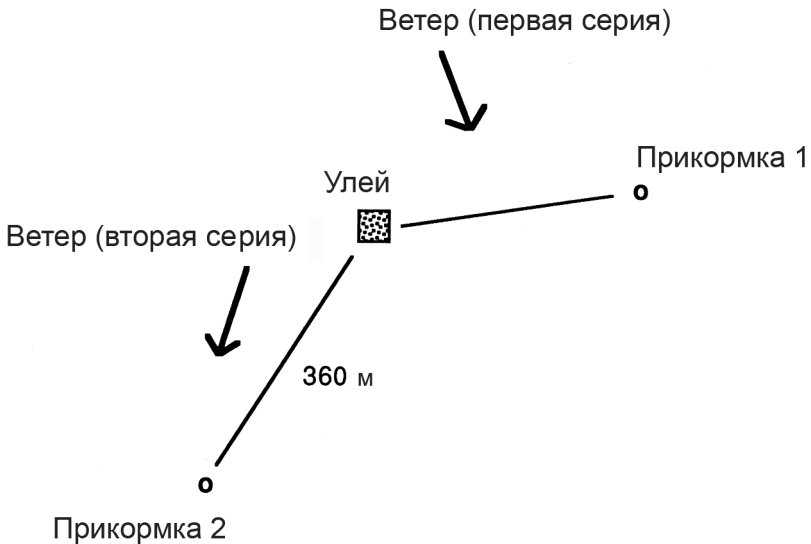 Ветер (первая серия)
Прикормка 1
Улей
Ветер (вторая серия)
360 м
Прикормка 2